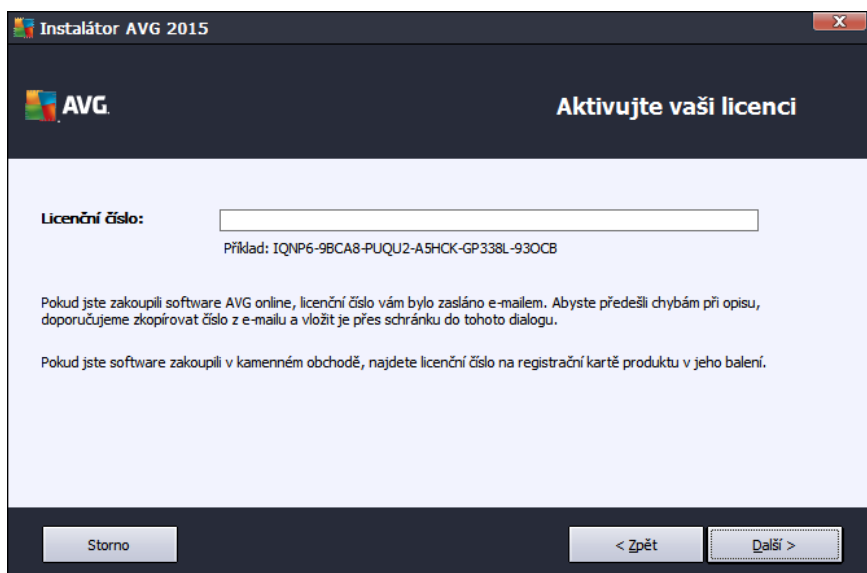 Instalátor AVG 2015
AVG.
Aktivujte vaši licenci
Licenční číslo:
Příklad: IQNP6-9BCA8-PUQU2-A5HCK-GP338L-93OCB
Pokud jste zakoupili software AVG online, licenční číslo vám bylo zasláno e-mailem. Abyste předešli chybám při opisu,
doporučujeme zkopírovat číslo z e-mailu a vložit je přes schránku do tohoto dialogu.
Pokud jste software zakoupili v kamenném obchodě, najdete licenční číslo na registrační kartě produktu v jeho balení.
Storno
< Zpět
Další >